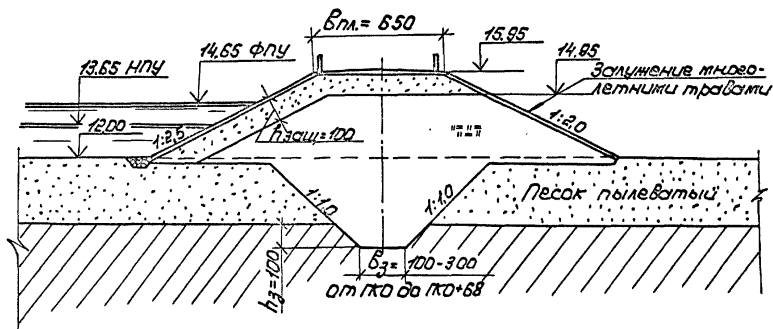 Bпл.= 650
15.95
14,65 ФПУ
14.95
13,65 НПУ
Залужение много-
летними травами
12.00
1:2,5
hзащ=100
1:2,0
1:1,0
1:1,0
Песок пылеватый
hз=100
Bз= 100-300
от ПК0 до ПК0+68